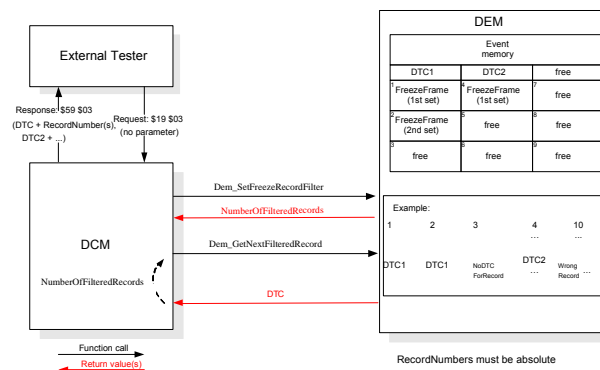 External Tester
Response: $59 $03
(DTC + RecordNumber(s),
DTC2 + ...)
Request: $19 $03
(no parameter)
DCM
NumberOfFilteredRecords
Dem_SetFreezeRecordFilter
NumberOfFilteredRecords
Dem_GetNextFilteredRecord
DTC
Function call
Return value(s)
DEM
Event
memory
DTC1 DTC2 free
1 FreezeFrame (1st set) 4 FreezeFrame (1st set) 7 free
2 FreezeFrame (2nd set) 5 free 8 free
3 free 6 free 9 free
Example:
1 2 3 4 10
... ...
DTC1 DTC1 NoDTC ForRecord DTC2 ... Wrong Record ...
RecordNumbers must be absolute